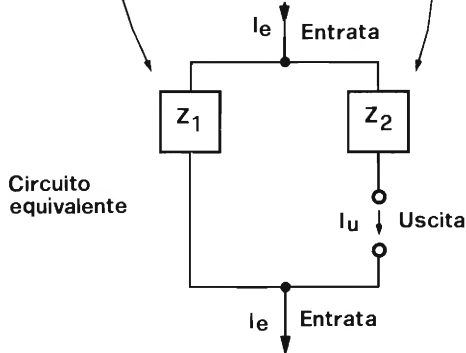 Ie Entrata
Z1
Z2
Circuito
equivalente
Iu Uscita
Ie Entrata